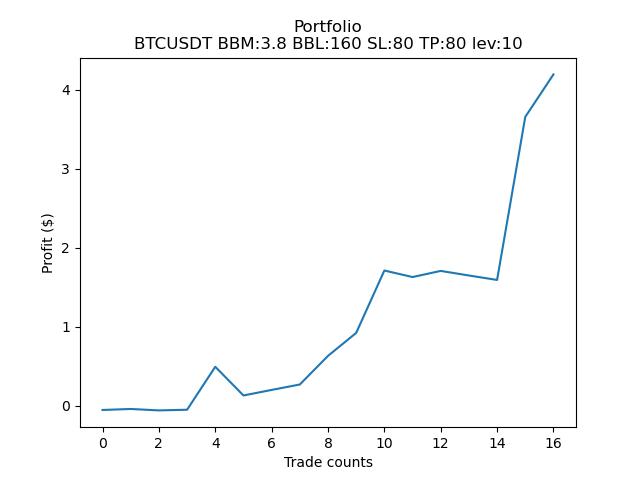 Portfolio
BTCUSDT BBM:3.8 BBL:160 SL:80 TP:80 lev:10
4
3
2
1
0
Profit ($)
0 2 4 6 8 10 12 14 16
Trade counts